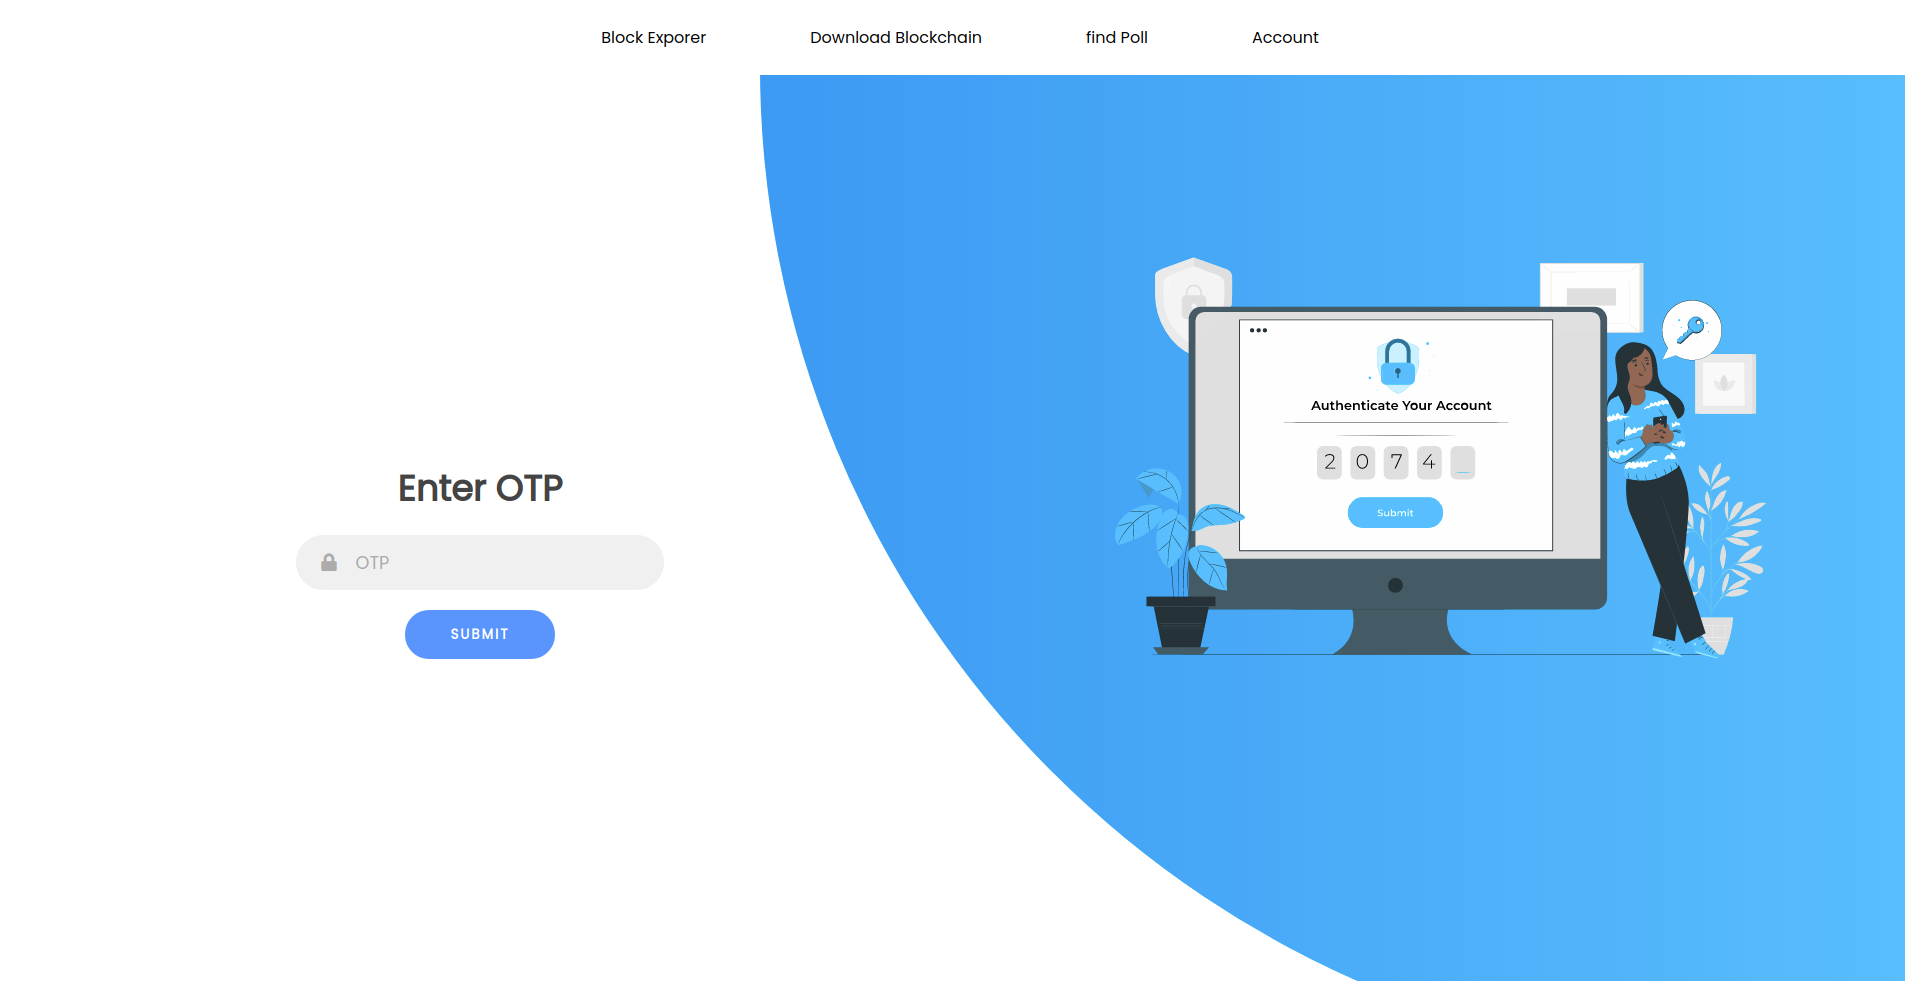 Block Exporer Download Blockchain find Poll Account
Enter OTP
OTP
SUBMIT
Authenticate Your Account
2 0 7 4 _
Submit